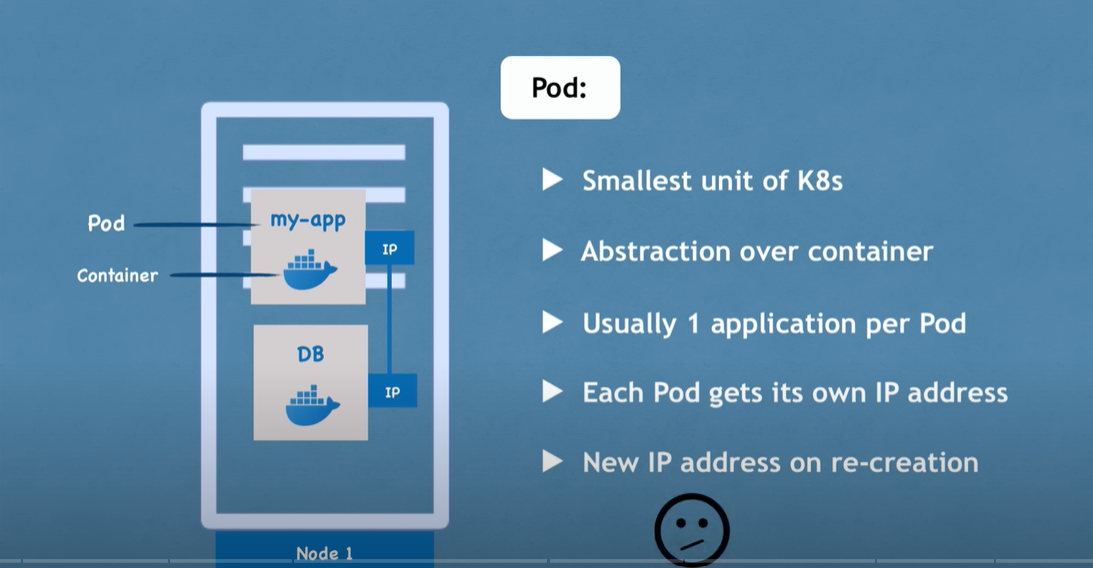 Pod:
Smallest unit of K8s
Abstraction over container
Usually 1 application per Pod
Each Pod gets its own IP address
New IP address on re-creation
Pod
Container
my-app
IP
DB
IP
Node 1